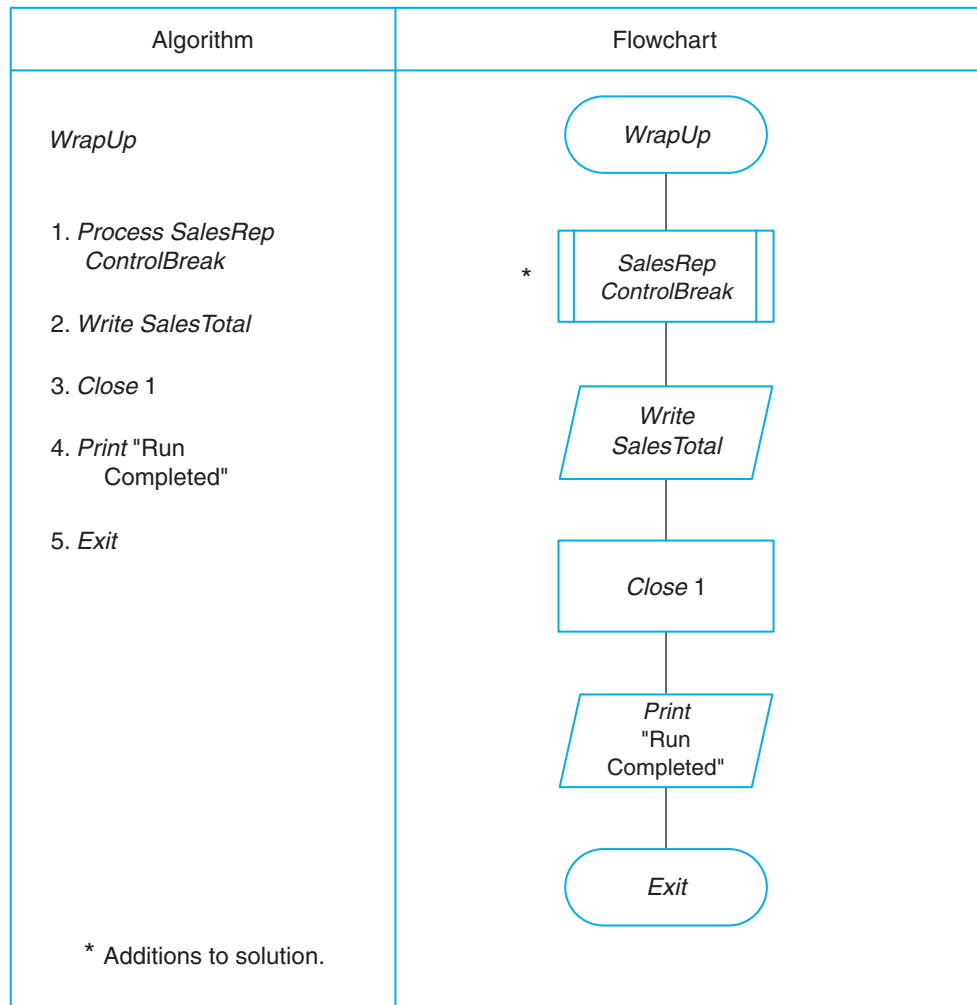 Algorithm
Flowchart
WrapUp
1. Process SalesRep
ControlBreak
2. Write SalesTotal
3. Close 1
4. Print "Run
Completed"
5. Exit
* Additions to solution.
WrapUp
*
SalesRep
ControlBreak
Write
SalesTotal
Close 1
Print
"Run
Completed"
Exit